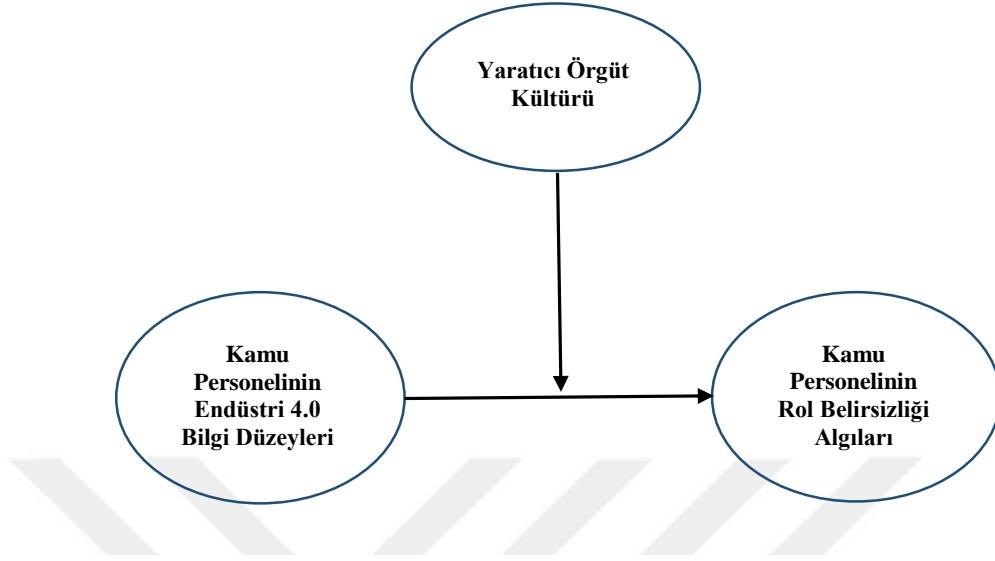 Yaratıcı Örgüt
Kültürü
Kamu
Personelinin
Endüstri 4.0
Bilgi Düzeyleri
Kamu
Personelinin
Rol Belirsizliği
Algıları